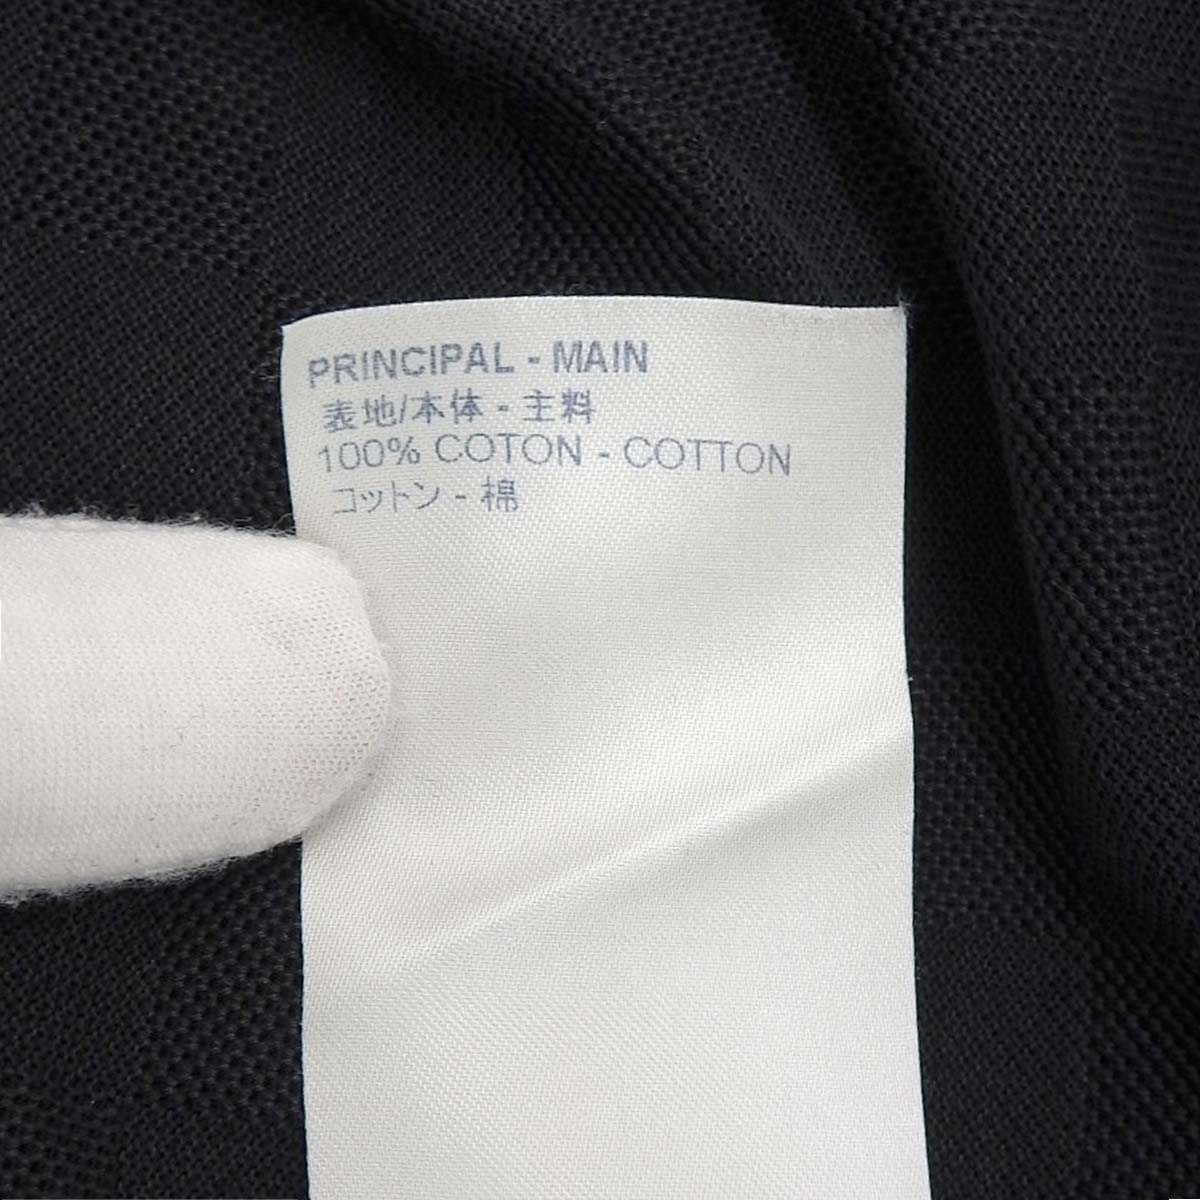 PRINCIPAL - MAIN
表地/本体 - 主料
100% COTON - COTTON
コットン - 棉